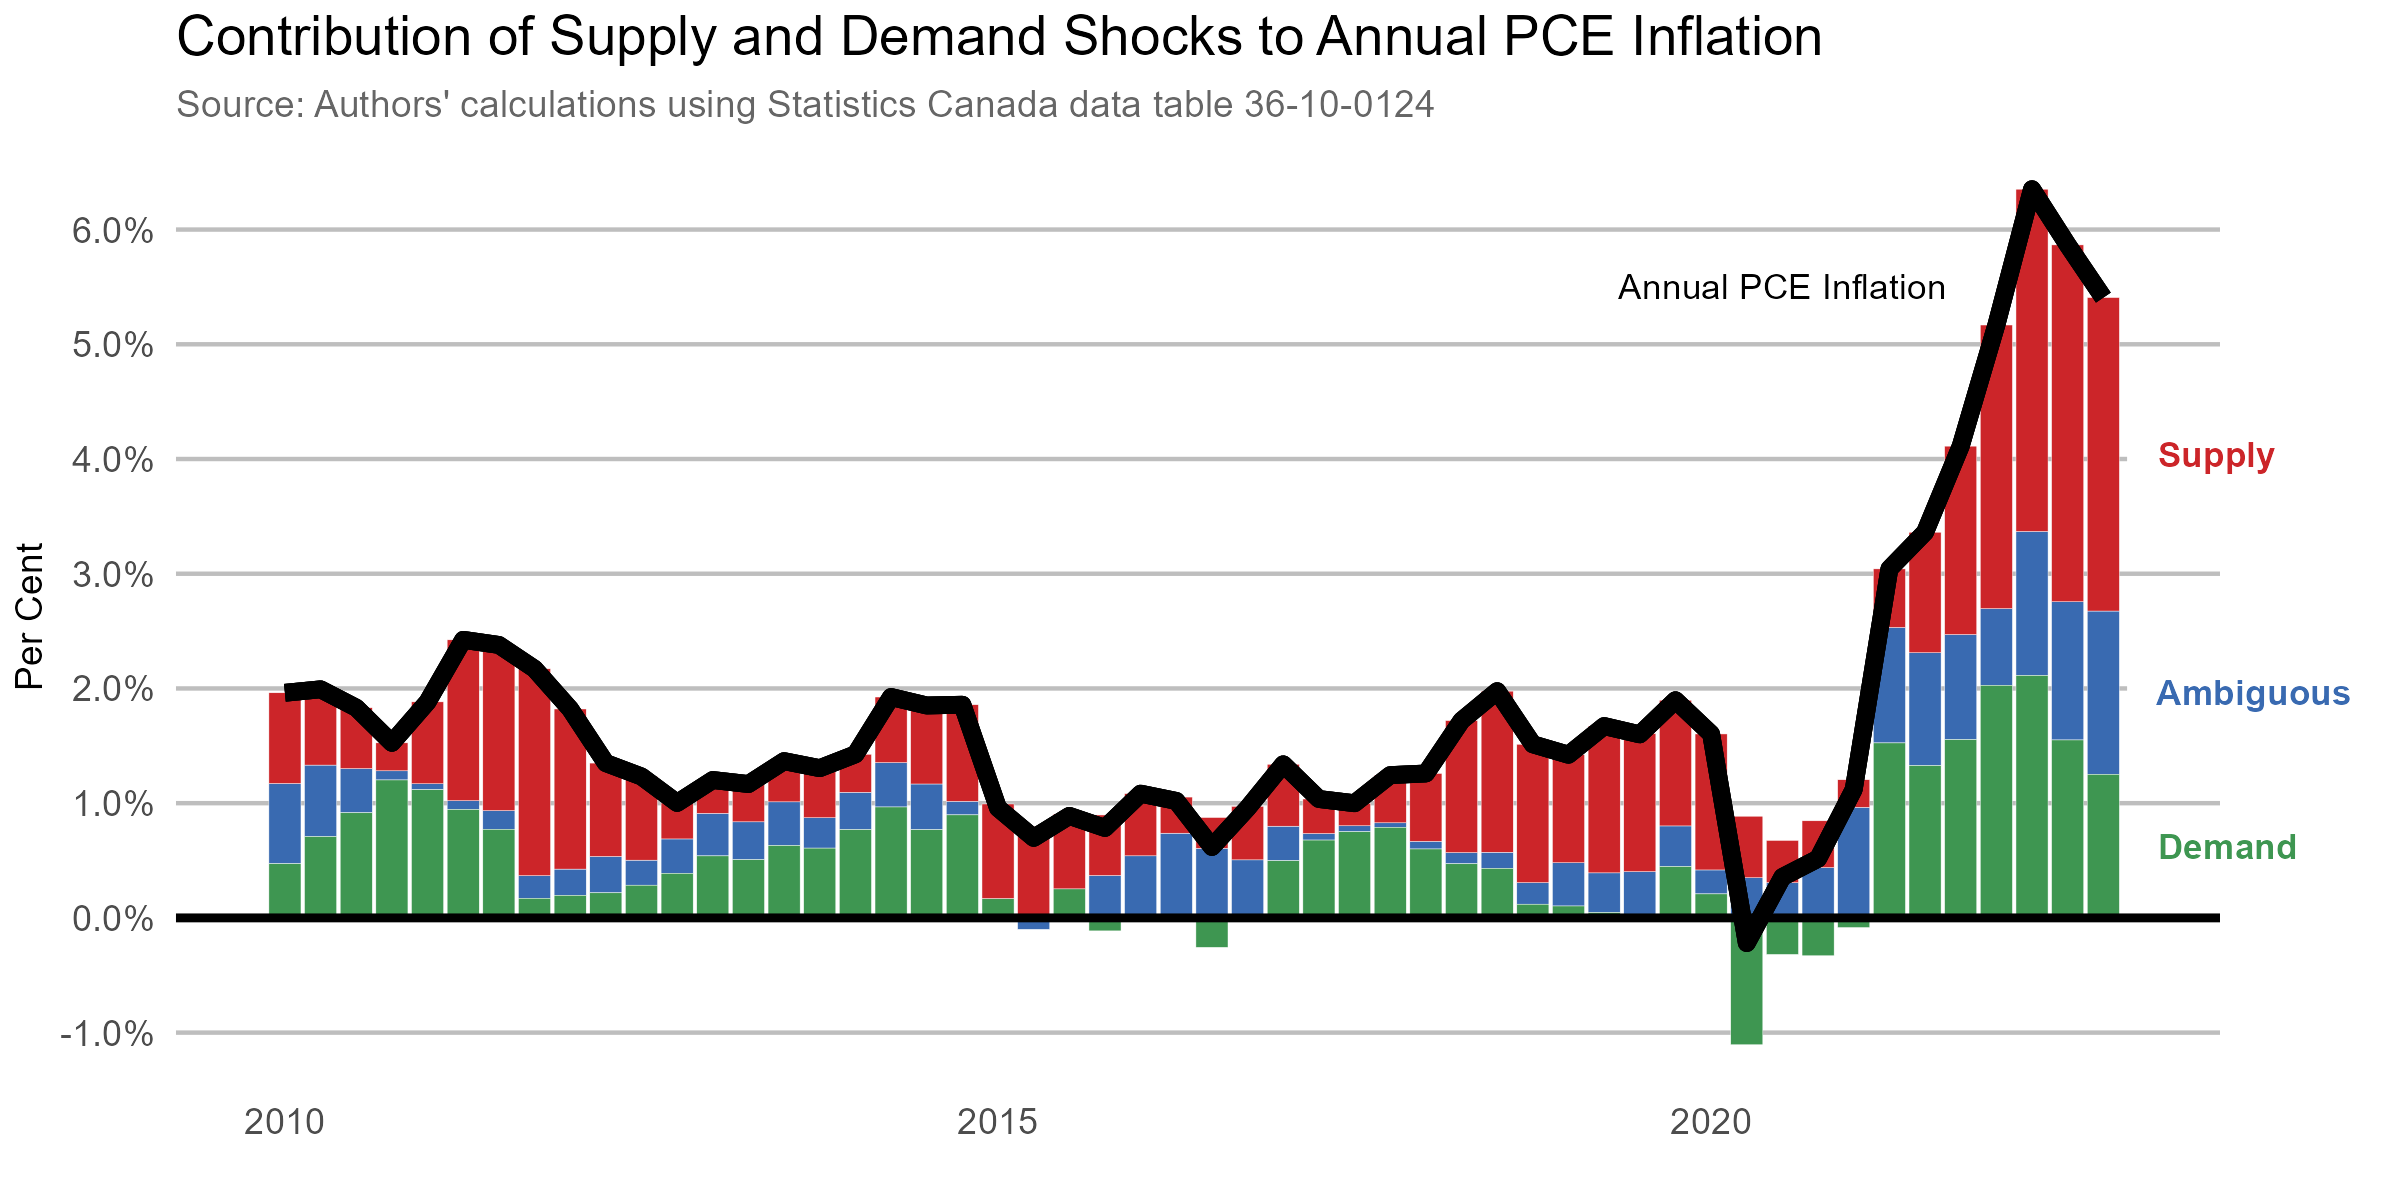 Contribution of Supply and Demand Shocks to Annual PCE Inflation
Source: Authors' calculations using Statistics Canada data table 36-10-0124
Per Cent
6.0%
5.0%
4.0%
3.0%
2.0%
1.0%
0.0%
-1.0%
Annual PCE Inflation
Supply
Ambiguous
Demand
2010
2015
2020